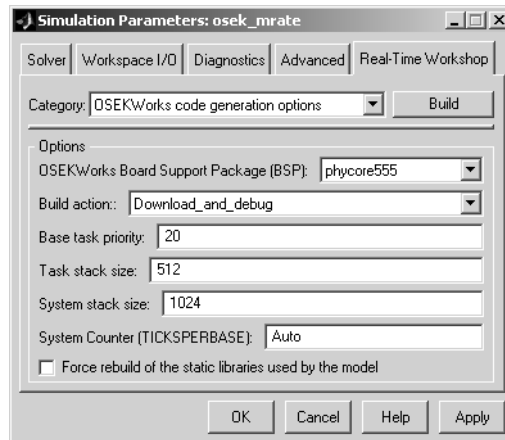 Simulation Parameters: osek_mrate
Solver Workspace I/O Diagnostics Advanced Real-Time Workshop
Category: OSEKWorks code generation options Build
Options
OSEKWorks Board Support Package (BSP): phycore555
Build action:: Download_and_debug
Base task priority: 20
Task stack size: 512
System stack size: 1024
System Counter (TICKSPERBASE): Auto
Force rebuild of the static libraries used by the model
OK Cancel Help Apply